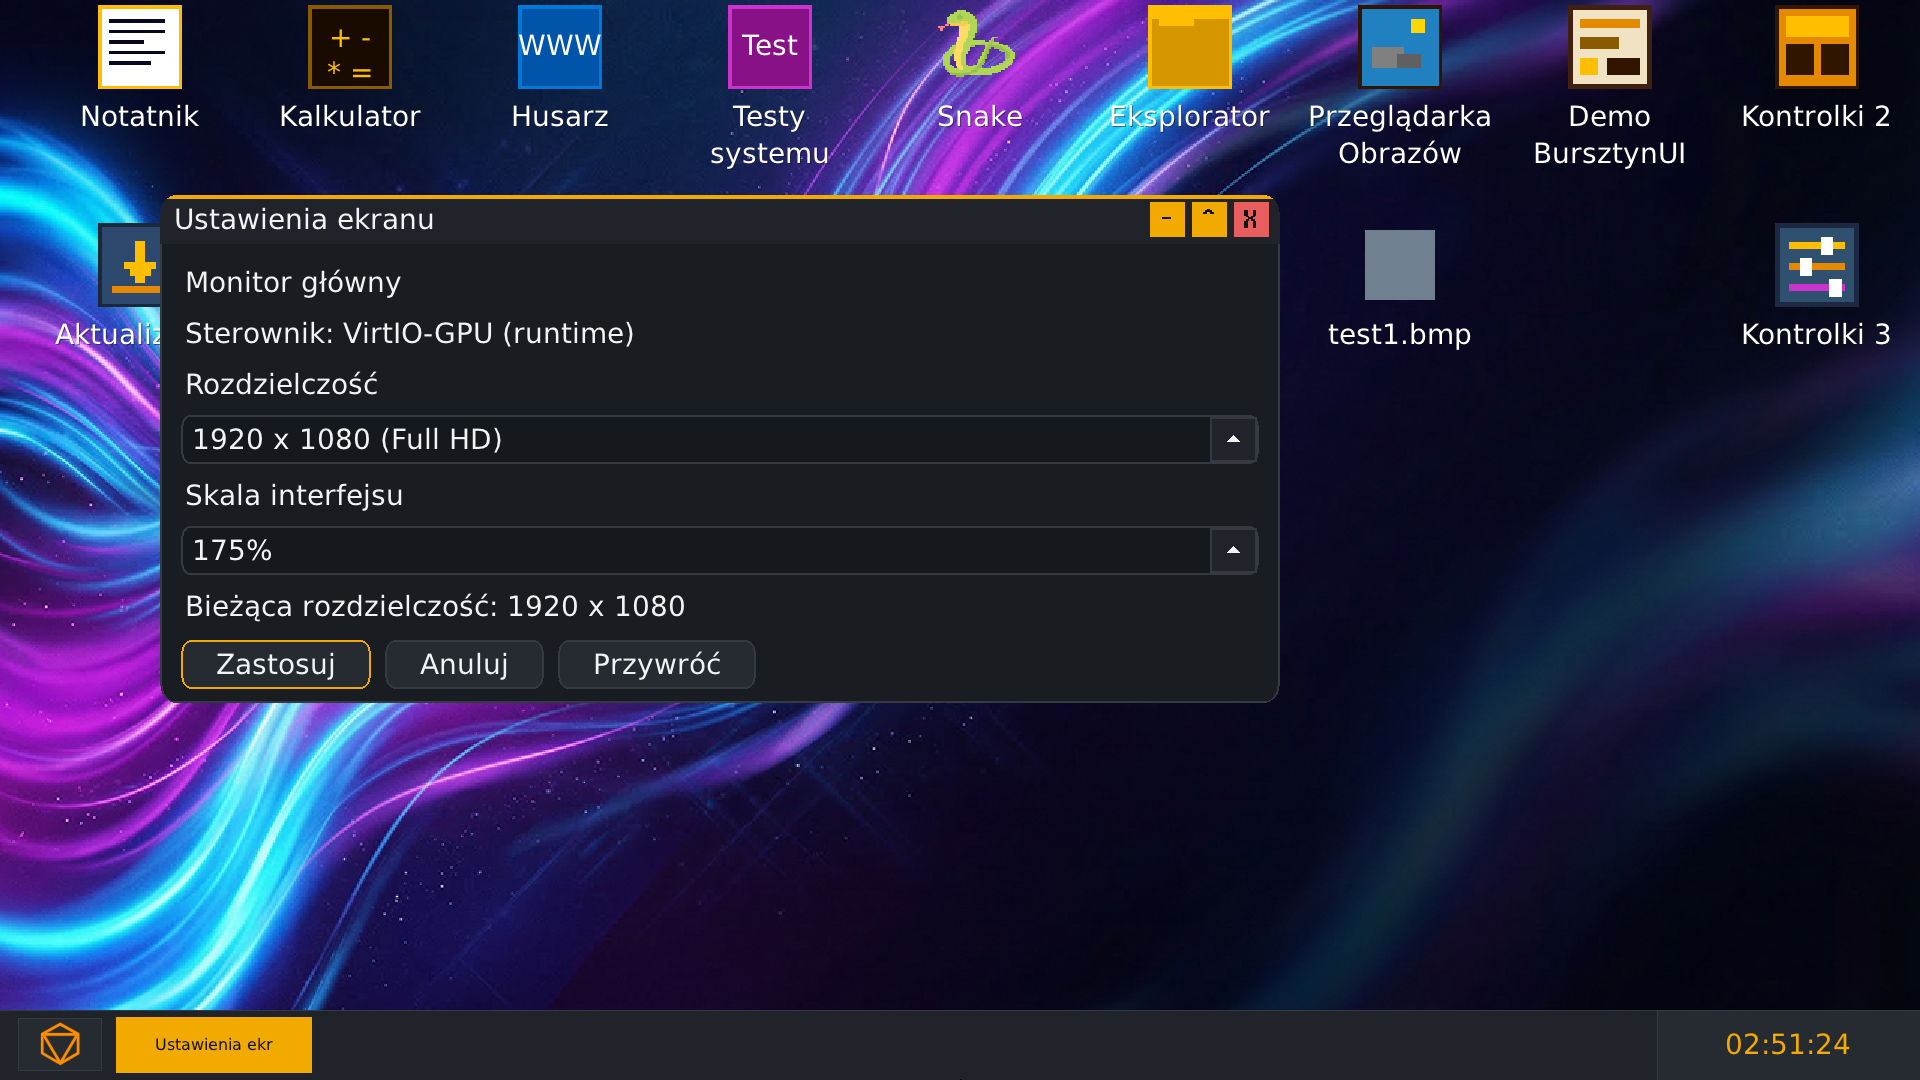 + -
* =
WWW
Test
Notatnik
Kalkulator
Husarz
Testy
systemu
Snake
Eksplorator
Przeglądarka
Obrazów
Demo
BursztynUI
Kontrolki 2
Ustawienia ekranu
- ^ X
Monitor główny
Sterownik: VirtIO-GPU (runtime)
Rozdzielczość
1920 x 1080 (Full HD)
Skala interfejsu
175%
Bieżąca rozdzielczość: 1920 x 1080
Zastosuj
Anuluj
Przywróć
Aktualiz
test1.bmp
Kontrolki 3
Ustawienia ekr
02:51:24